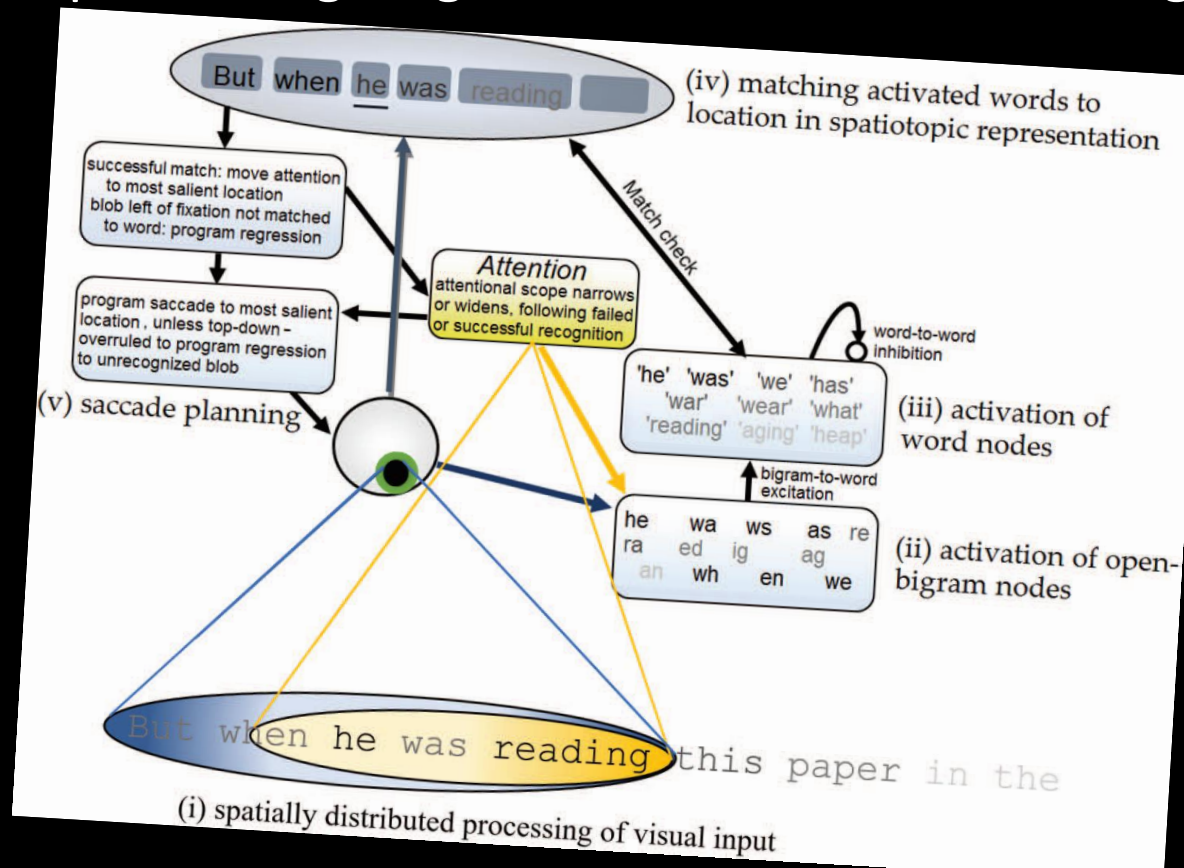 But when he was reading
(iv) matching activated words to
location in spatiotopic representation
successful match: move attention
to most salient location
blob left of fixation not matched
to word: program regression
Match check
Attention
attentional scope narrows
or widens, following failed
or successful recognition
program saccade to most salient
location , unless top-down –
overruled to program regression
to unrecognized blob
(v) saccade planning
word-to-word
inhibition
'he' 'was' 'we' 'has'
'war' 'wear' 'what'
'reading' 'aging' 'heap'
(iii) activation of
word nodes
bigram-to-word
excitation
he wa ws as re
ra ed ig ag
an wh en we
(ii) activation of open-
bigram nodes
But when he was reading this paper in the
(i) spatially distributed processing of visual input